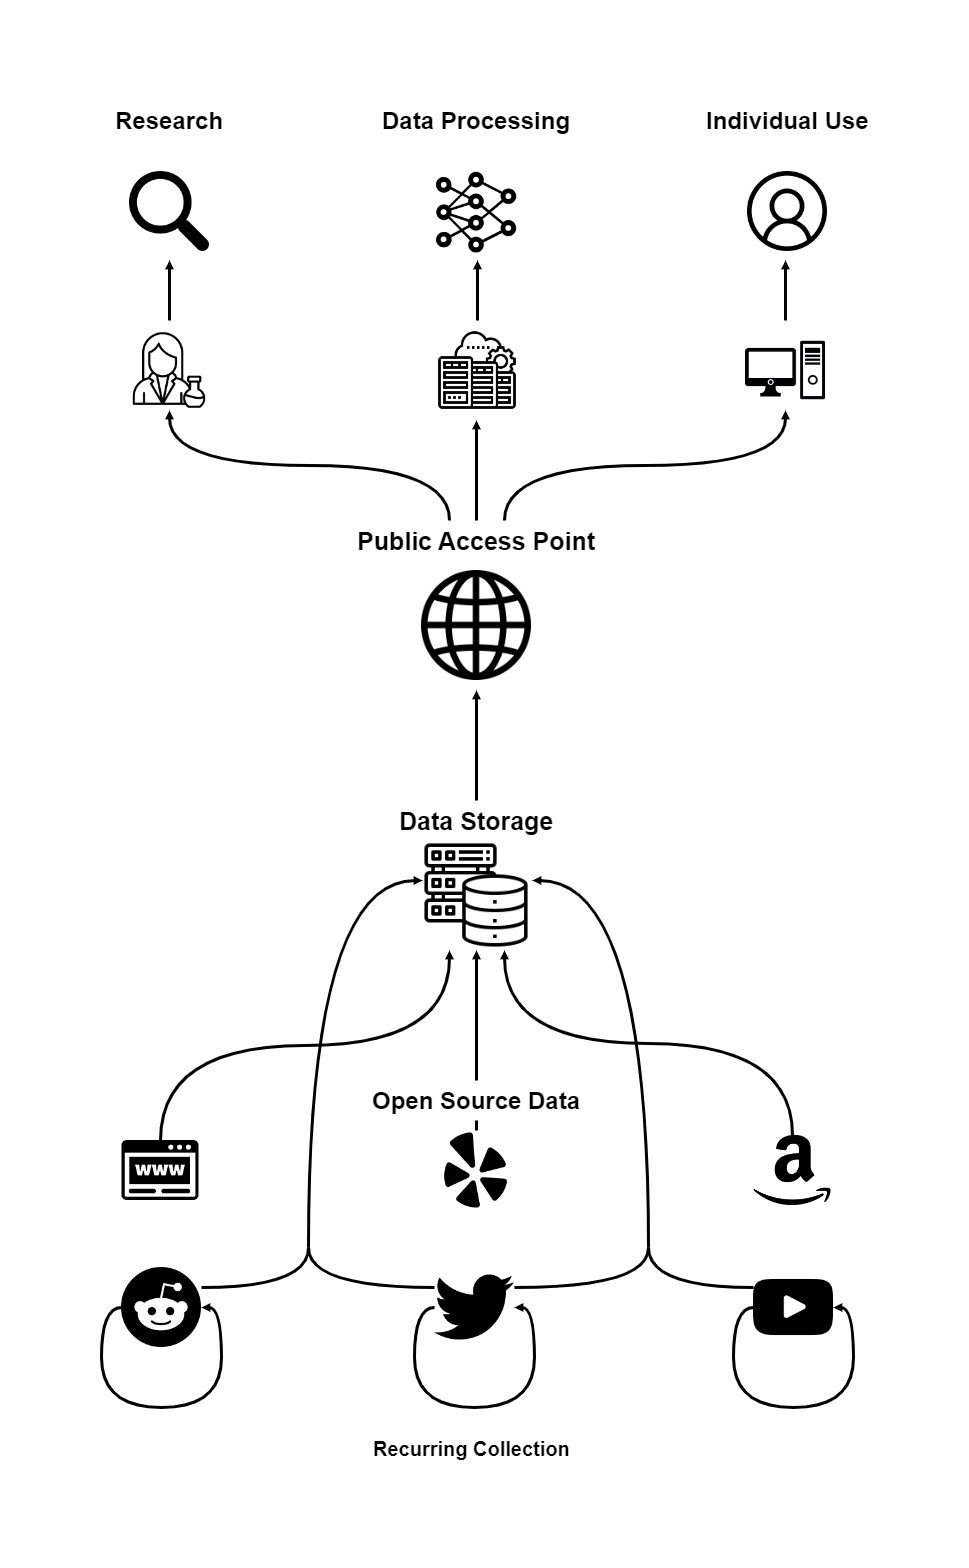 Research
Data Processing
Individual Use
Public Access Point
Data Storage
Open Source Data
www
a
Recurring Collection